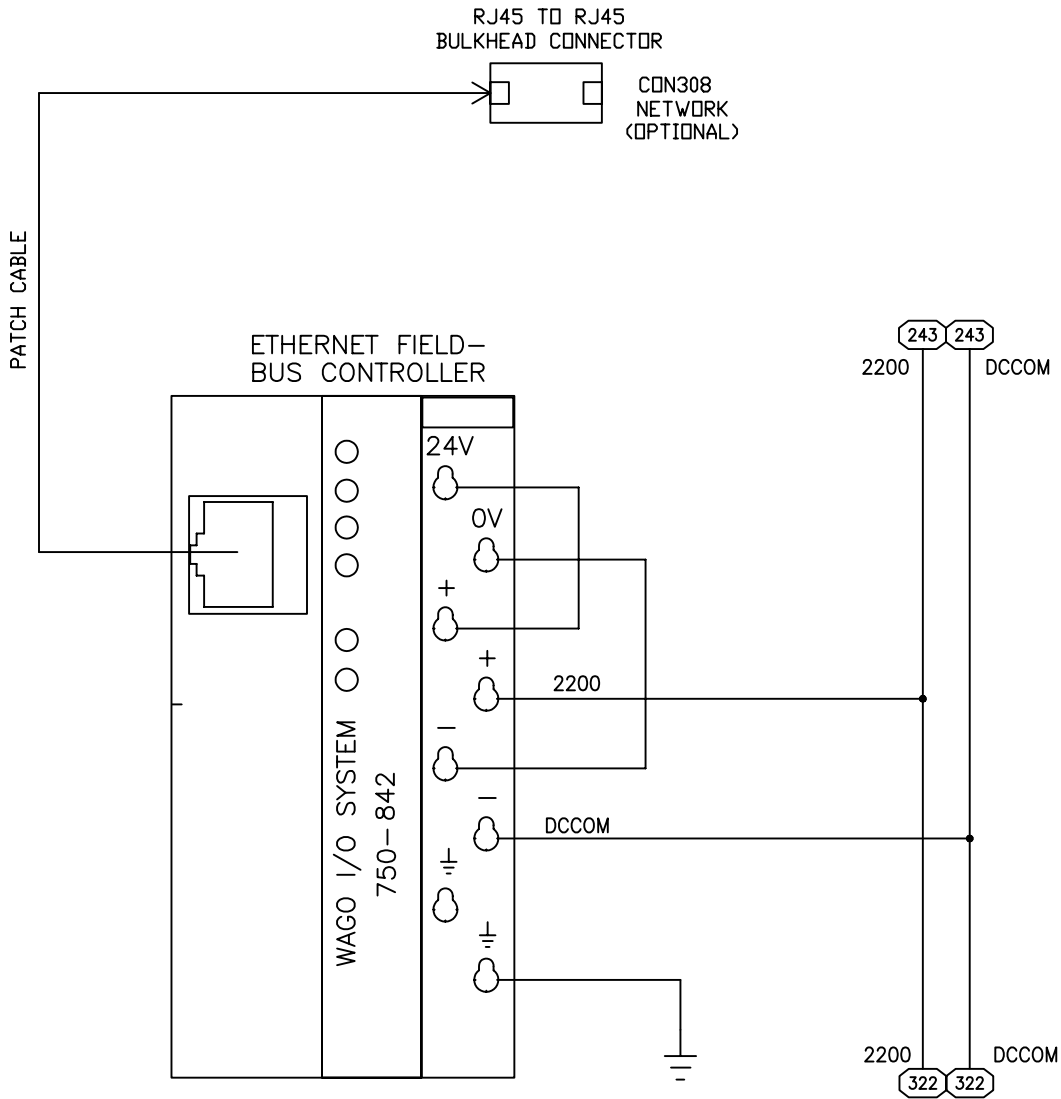 RJ45 TO RJ45
BULKHEAD CONNECTOR
CON308
NETWORK
(OPTIONAL)
PATCH CABLE
ETHERNET FIELD-
BUS CONTROLLER
243 243
2200 DCCOM
24V
0V
+
+
2200
-
-
DCCOM
WAGO I/O SYSTEM
750-842
2200 DCCOM
322 322